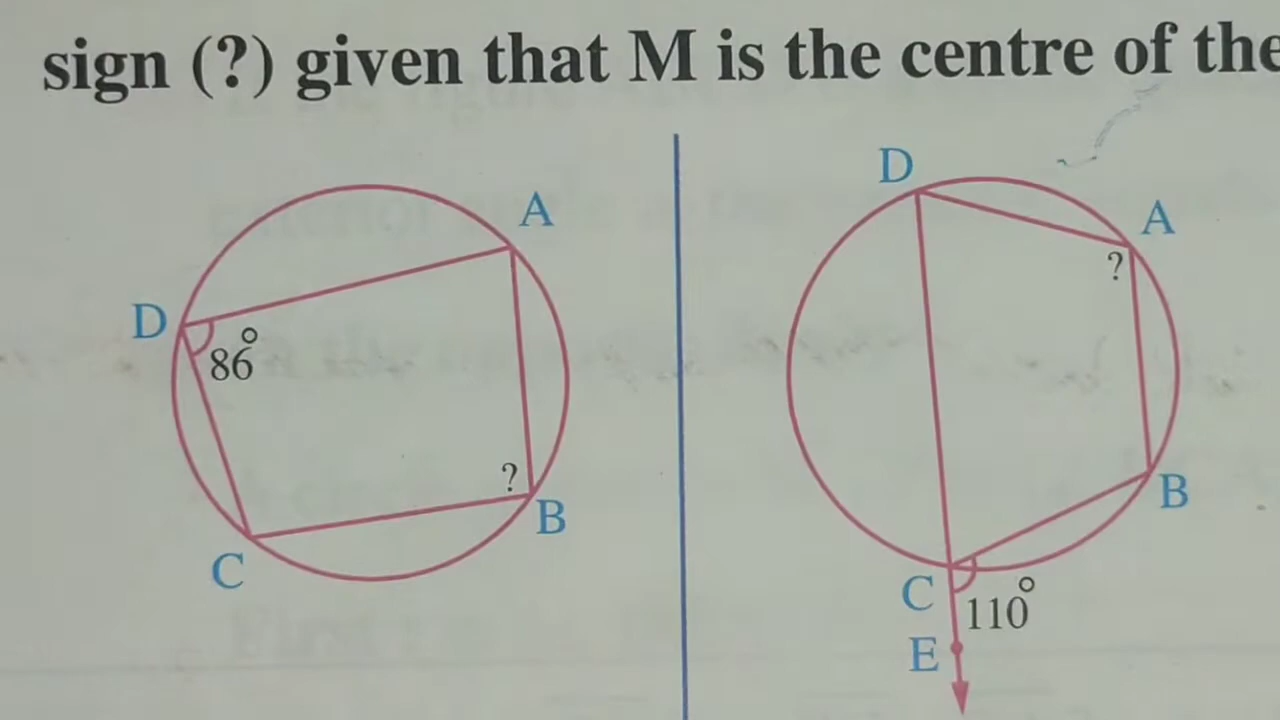 sign (?) given that M is the centre of the
D
A
86°
?
B
C
D
A
?
B
C
110°
E